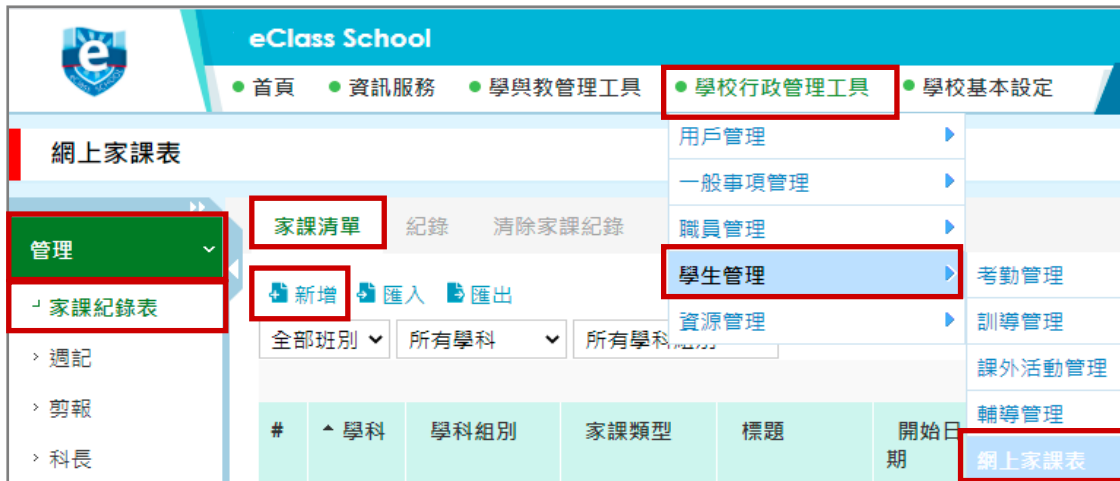 eClass School
首頁 資訊服務 學與教管理工具 學校行政管理工具 學校基本設定
網上家課表
用戶管理
一般事項管理
職員管理
學生管理
資源管理
考勤管理
訓導管理
課外活動管理
輔導管理
網上家課表
管理
家課紀錄表
週記
剪報
科長
家課清單 紀錄 清除家課紀錄
新增 匯入 匯出
全部班別 所有學科 所有學科組別
# 學科 學科組別 家課類型 標題 開始日
期